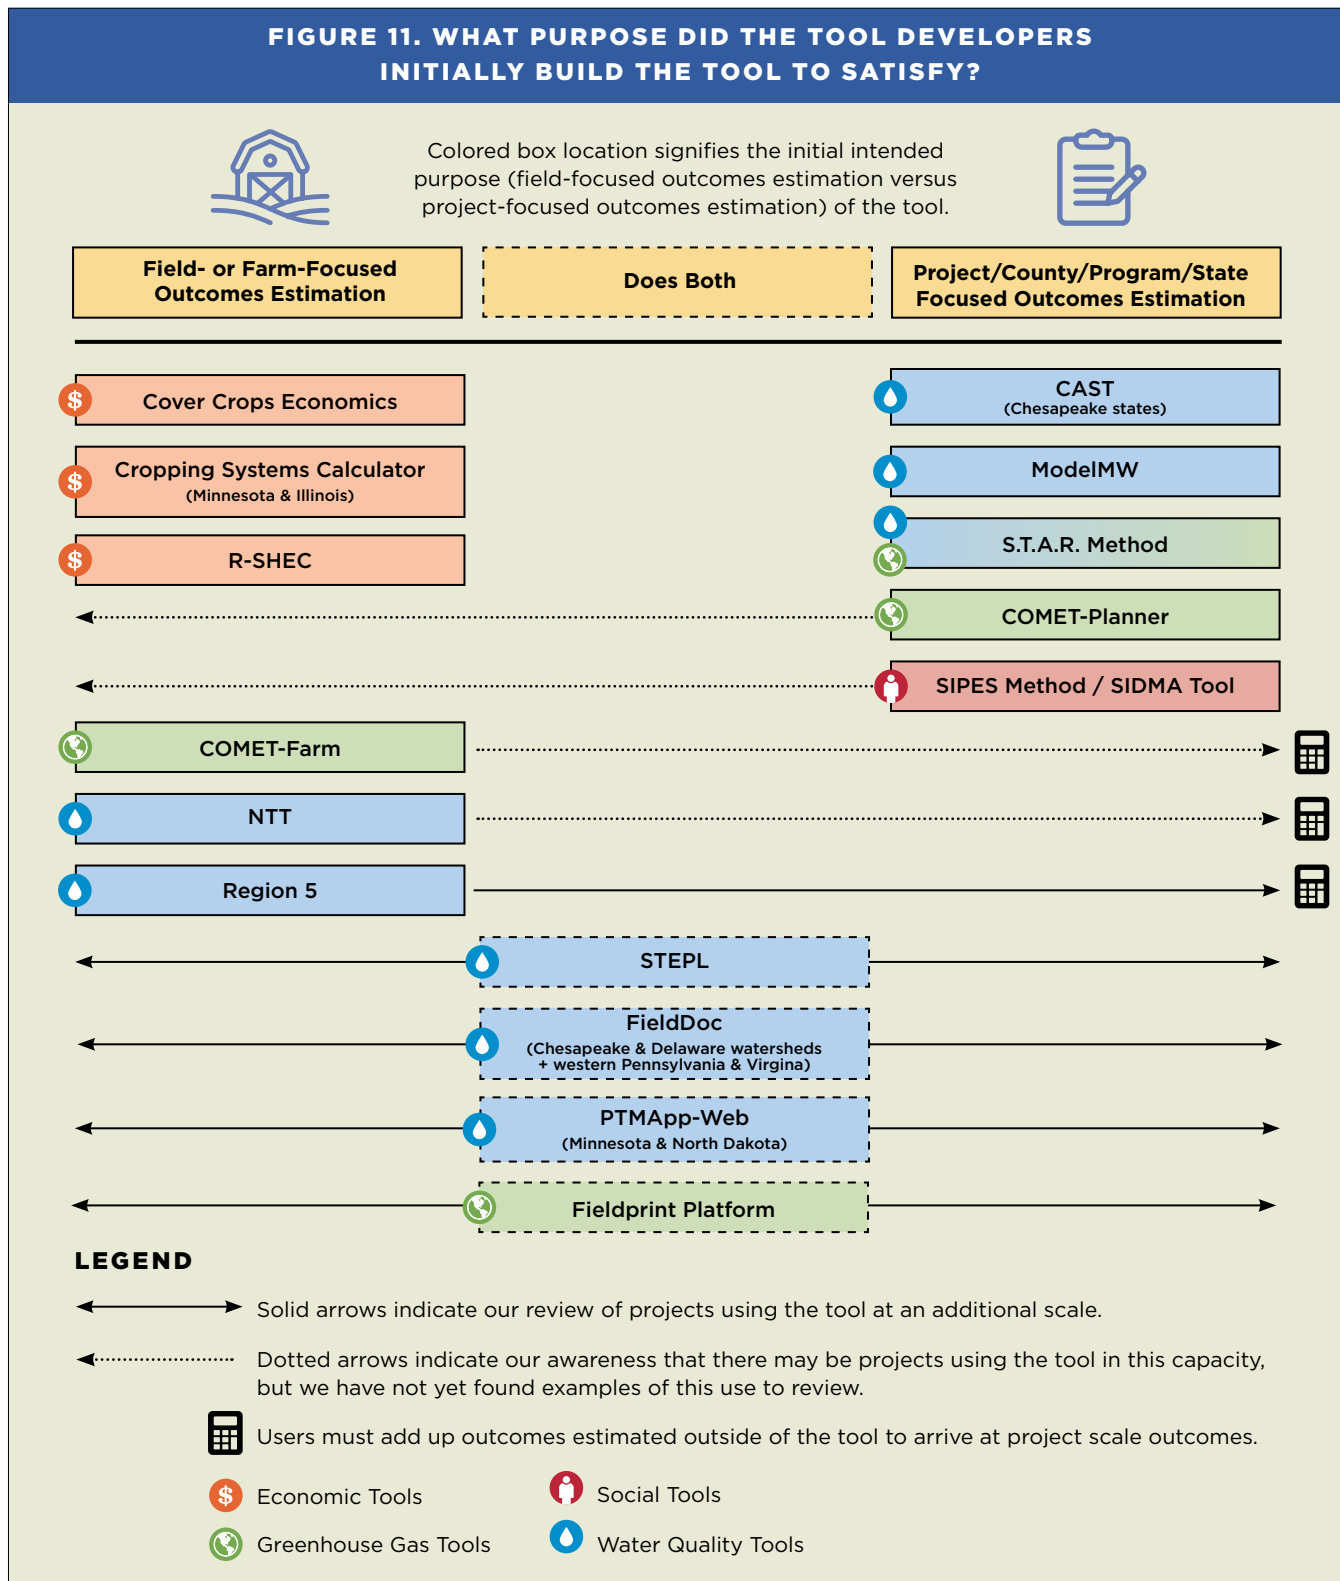 FIGURE 11. WHAT PURPOSE DID THE TOOL DEVELOPERS
INITIALLY BUILD THE TOOL TO SATISFY?
Colored box location signifies the initial intended
purpose (field-focused outcomes estimation versus
project-focused outcomes estimation) of the tool.
Field- or Farm-Focused
Outcomes Estimation
Does Both
Project/County/Program/State
Focused Outcomes Estimation
$ Cover Crops Economics
CAST
(Chesapeake states)
$ Cropping Systems Calculator
(Minnesota & Illinois)
ModelMW
S.T.A.R. Method
$ R-SHEC
COMET-Planner
SIPES Method / SIDMA Tool
COMET-Farm
NTT
Region 5
STEPL
FieldDoc
(Chesapeake & Delaware watersheds
+ western Pennsylvania & Virgina)
PTMApp-Web
(Minnesota & North Dakota)
Fieldprint Platform
LEGEND
Solid arrows indicate our review of projects using the tool at an additional scale.
Dotted arrows indicate our awareness that there may be projects using the tool in this capacity,
but we have not yet found examples of this use to review.
Users must add up outcomes estimated outside of the tool to arrive at project scale outcomes.
$ Economic Tools
Social Tools
Greenhouse Gas Tools
Water Quality Tools